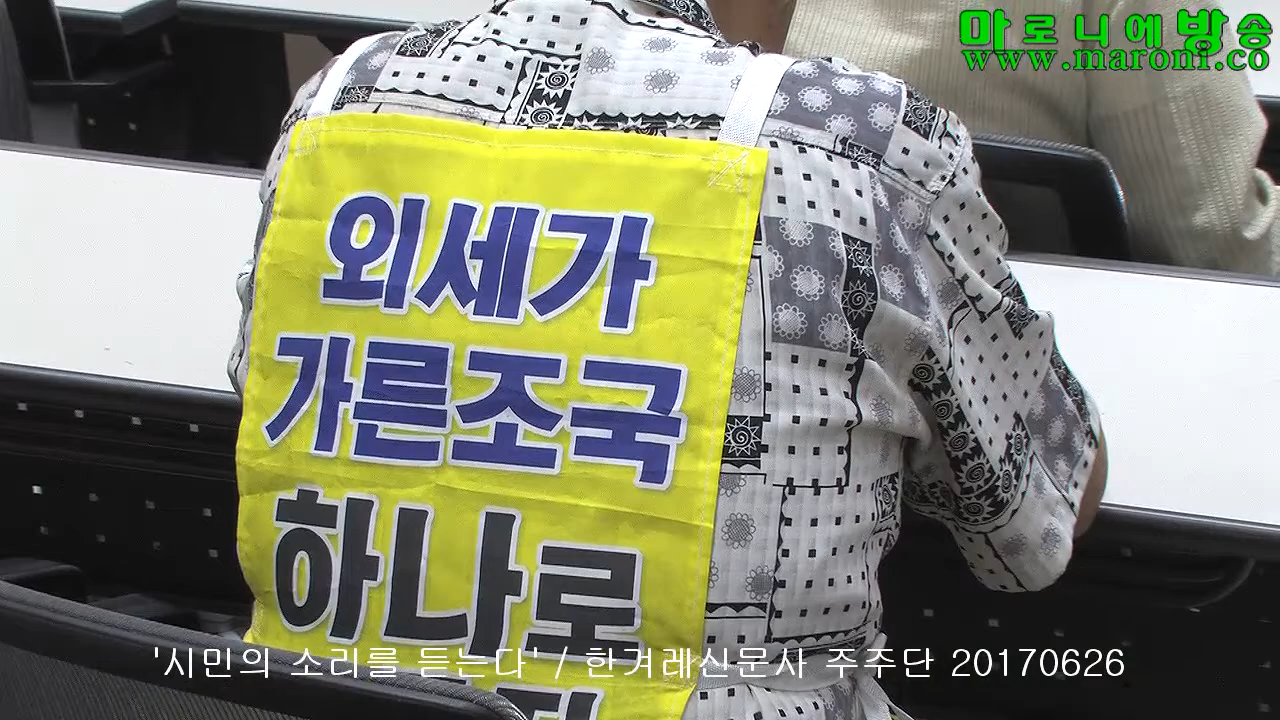 마로니에방송
www.maroni.co
외세가
가른조국
하나로
'시민의 소리를 듣는다' / 한겨레신문사 주주단 20170626